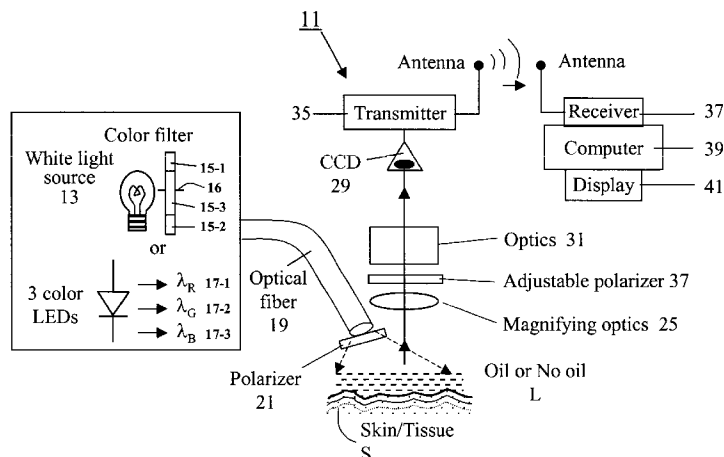 11
Antenna
Antenna
35
Transmitter
Receiver
37
Computer
39
Display
41
CCD
29
Color filter
White light
source
13
15-1
16
15-3
15-2
or
3 color
LEDs
λR 17-1
λG 17-2
λB 17-3
Optical
fiber
19
Optics 31
Adjustable polarizer 37
Magnifying optics 25
Polarizer
21
Oil or No oil
L
Skin/Tissue
S